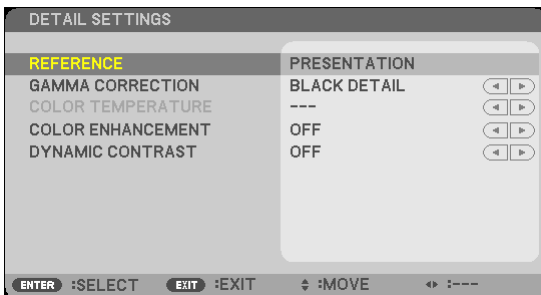 DETAIL SETTINGS
REFERENCE PRESENTATION
GAMMA CORRECTION BLACK DETAIL
COLOR TEMPERATURE ---
COLOR ENHANCEMENT OFF
DYNAMIC CONTRAST OFF
ENTER :SELECT EXIT :EXIT :MOVE :---